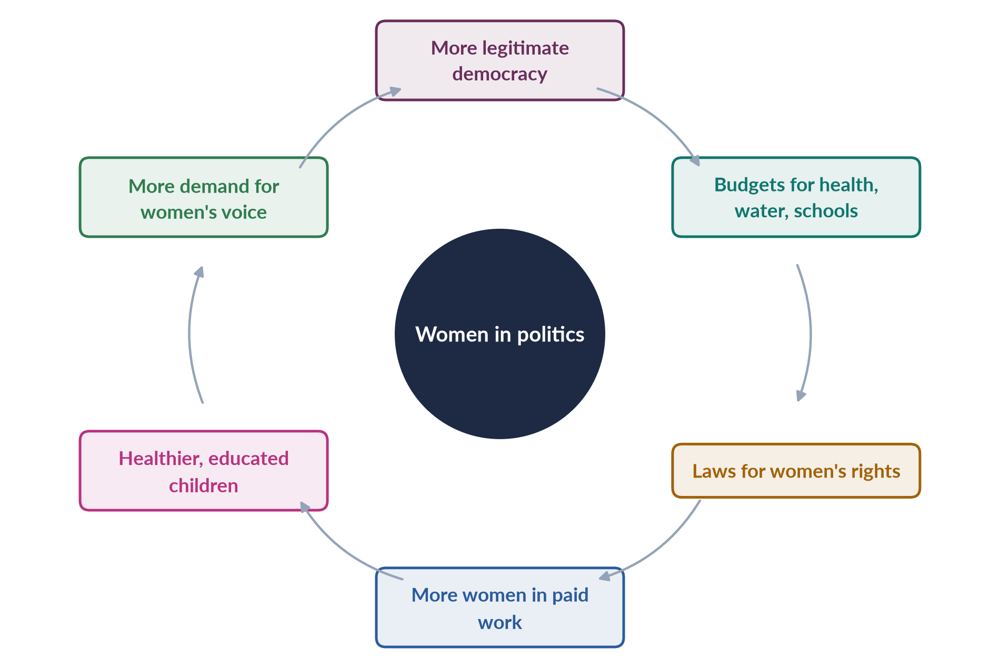 More legitimate
democracy
More demand for
women's voice
Budgets for health,
water, schools
Women in politics
Healthier, educated
children
Laws for women's rights
More women in paid
work